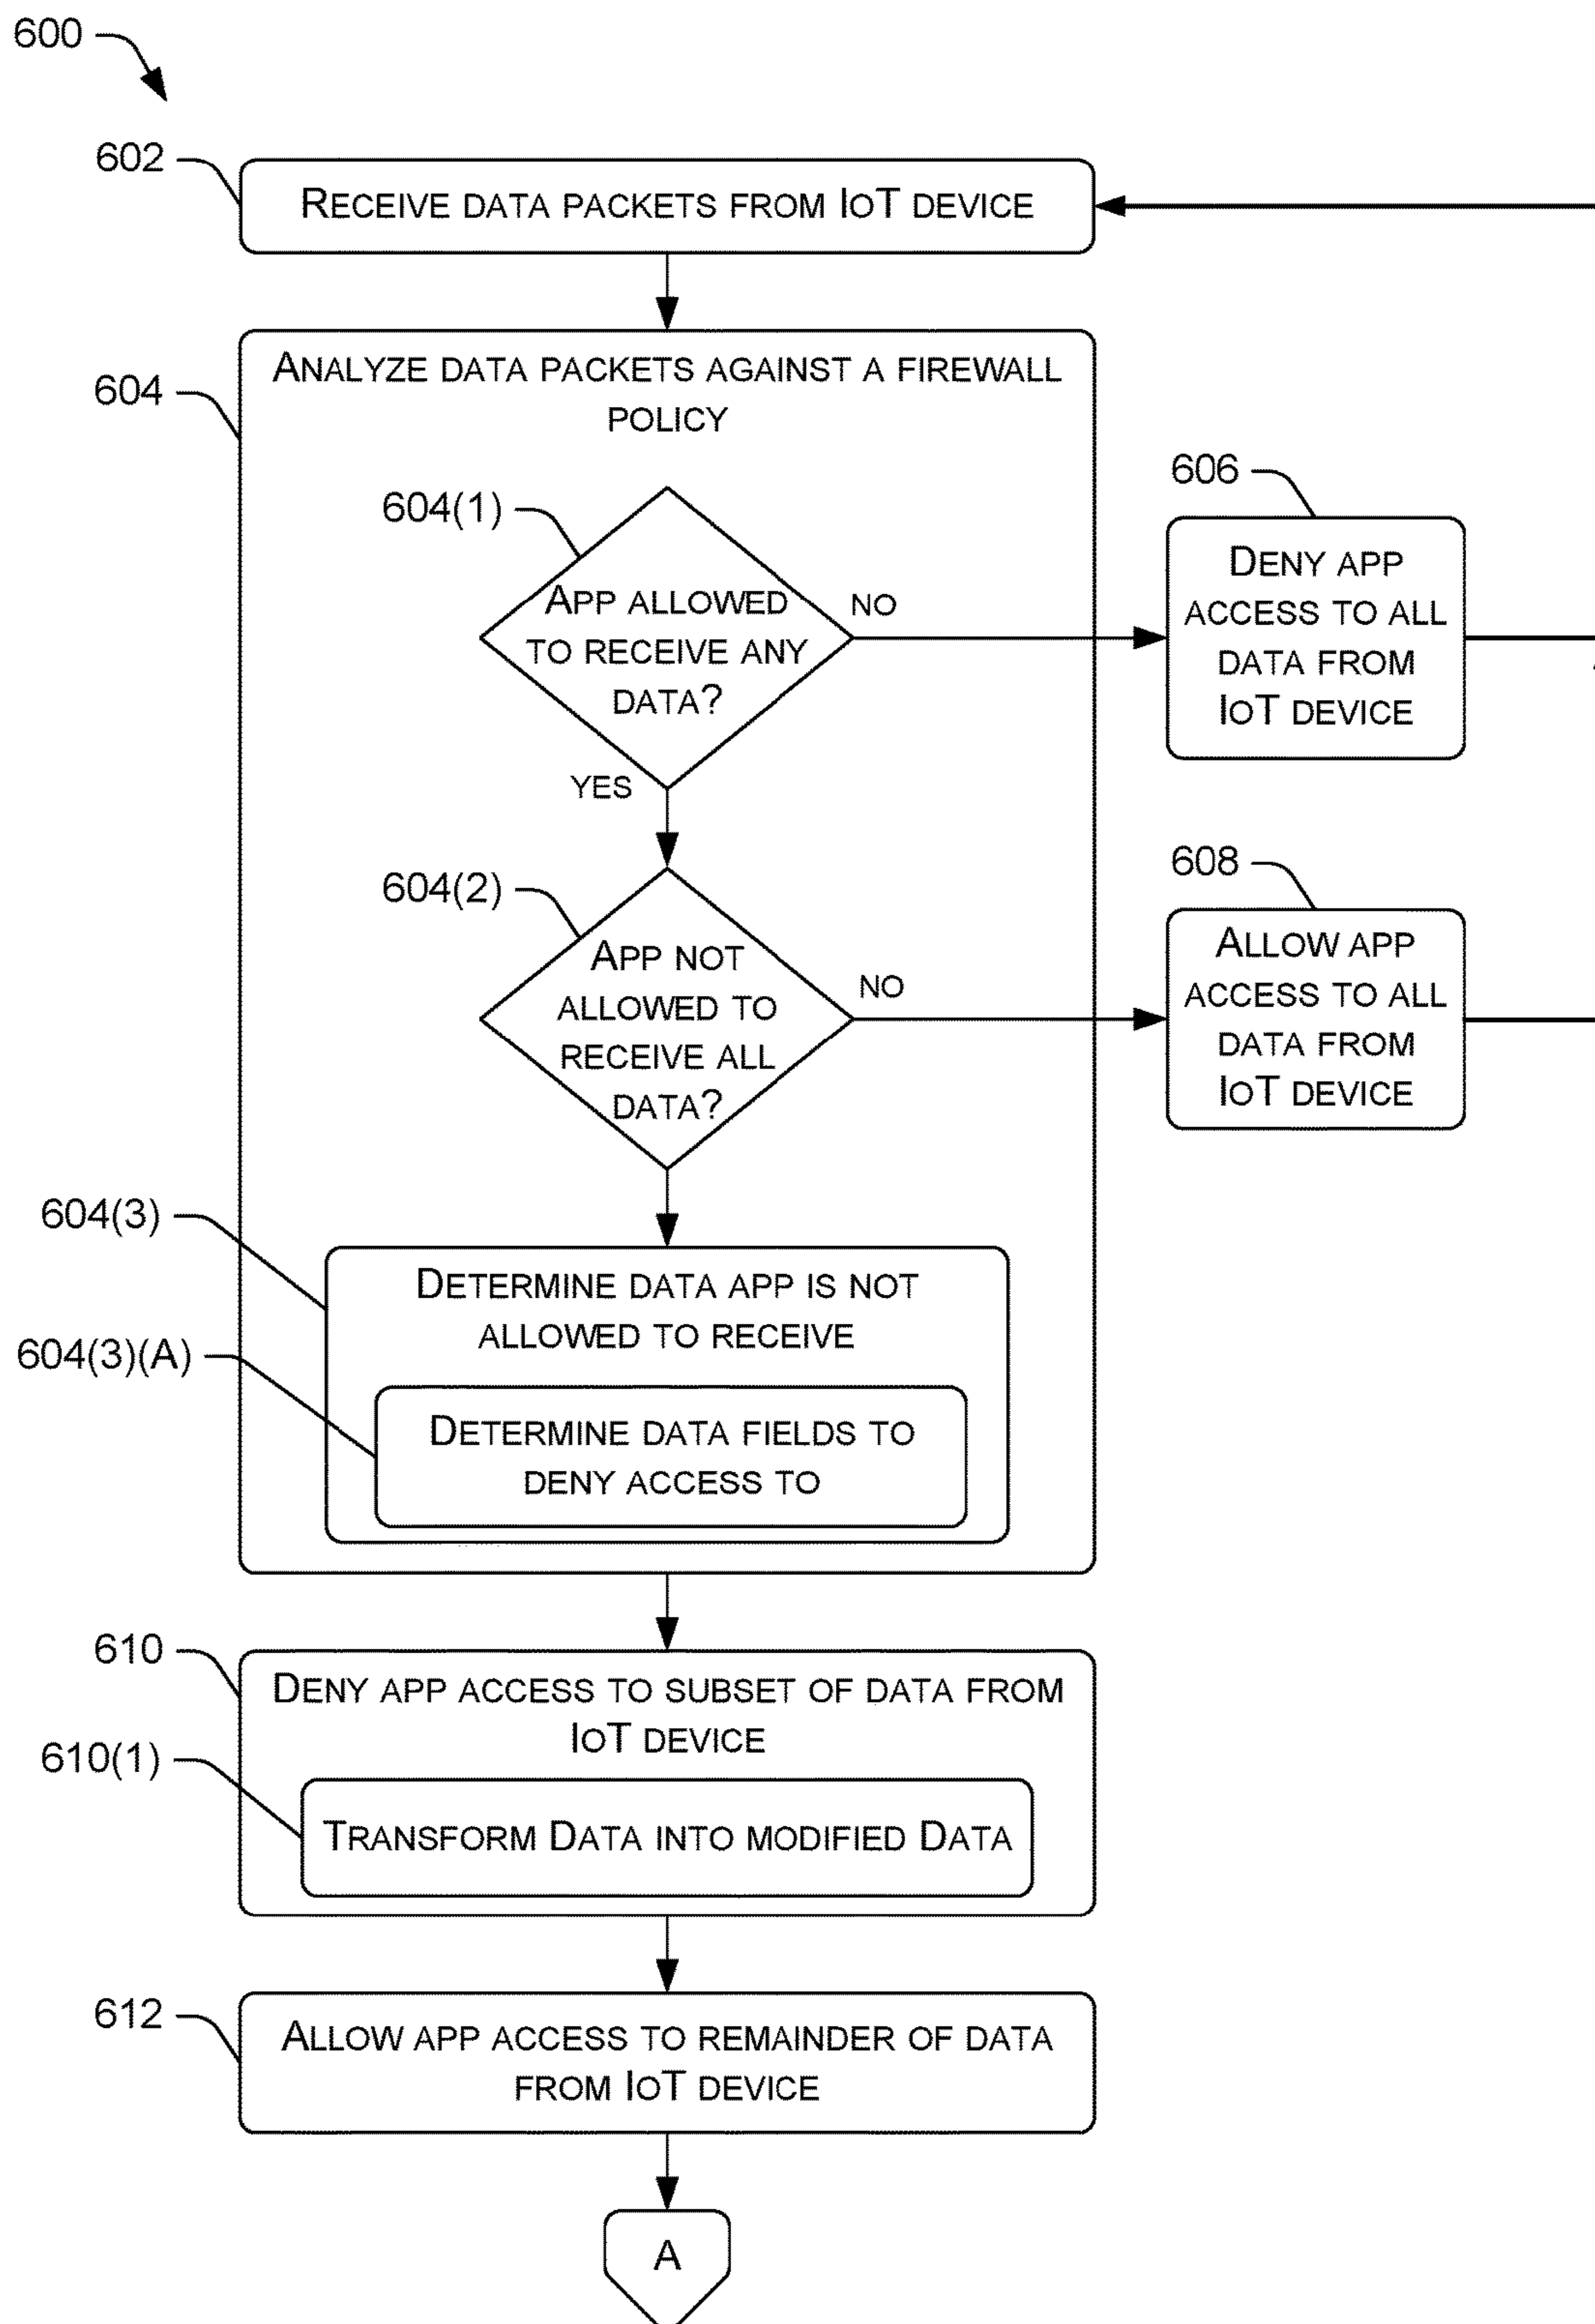 600
602
RECEIVE DATA PACKETS FROM IOT DEVICE
604
ANALYZE DATA PACKETS AGAINST A FIREWALL
POLICY
604(1)
APP ALLOWED
TO RECEIVE ANY
DATA?
NO
YES
606
DENY APP
ACCESS TO ALL
DATA FROM
IOT DEVICE
604(2)
APP NOT
ALLOWED TO
RECEIVE ALL
DATA?
NO
608
ALLOW APP
ACCESS TO ALL
DATA FROM
IOT DEVICE
604(3)
DETERMINE DATA APP IS NOT
ALLOWED TO RECEIVE
604(3)(A)
DETERMINE DATA FIELDS TO
DENY ACCESS TO
610
DENY APP ACCESS TO SUBSET OF DATA FROM
IOT DEVICE
610(1)
TRANSFORM DATA INTO MODIFIED DATA
612
ALLOW APP ACCESS TO REMAINDER OF DATA
FROM IOT DEVICE
A